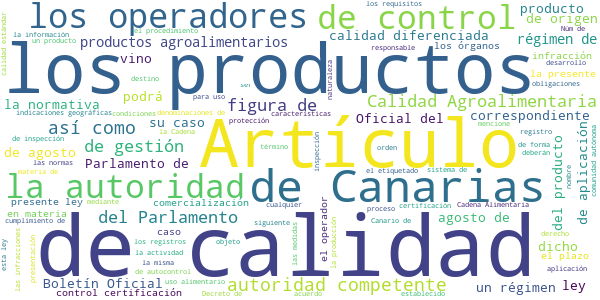 los operadores
de control
los requisitos
producto
de origen
Núm de
calidad estándar
la información
un producto
el procedimiento
productos agroalimentarios
calidad diferenciada
responsable
los órganos
régimen de
vino
infracción
desarrollo
la presente
obligaciones
los productos
destino
ser
naturaleza
podrá
para uso
la normativa
figura de
Calidad Agroalimentaria
indicaciones geográficas
condiciones
denominaciones de
características
la Cadena
protección
Oficial del
correspondiente
así como
su caso
Artículo
mencione
registro
de forma
deberán
de inspección
de gestión
término
inspección
orden
de agosto
las normas
Parlamento de
el etiquetado
sistema de
del producto
nombre
de aplicación
comunidad autónoma
materia de
la autoridad
de Canarias
proceso
certificación
Cadena Alimentaria
presente ley
mediante
comercialización
cualquier
el operador
Canario de
en materia
del Parlamento
agosto de
cumplimiento de
siguiente
derecho
esta ley
las infracciones
presentación
caso
los registros
objeto
de calidad
las medidas
la producción
dicho
el plazo
la actividad
la misma
aplicación
Boletín Oficial
de autocontrol
uso alimentario
autoridad competente
un régimen
ley
control certificación
Decreto de
acuerdo
establecido